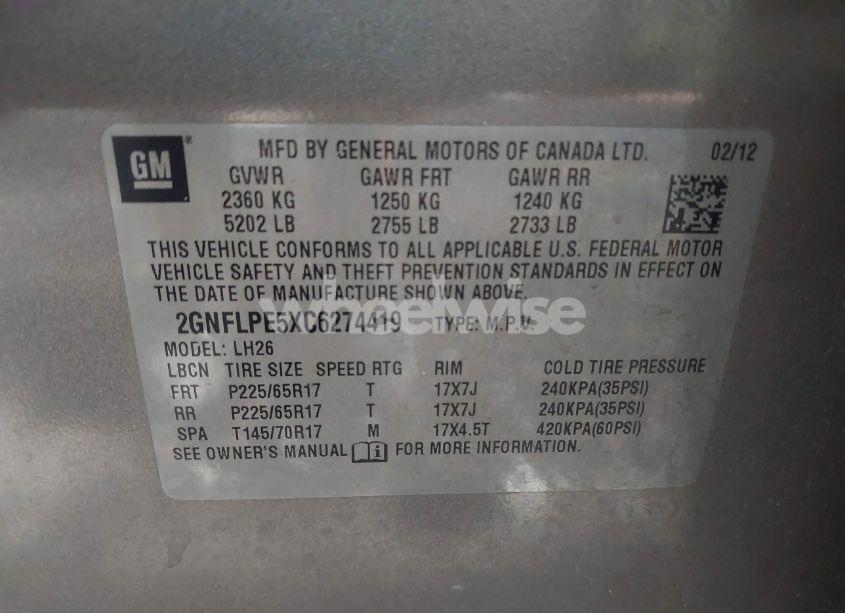 GM
MFD BY GENERAL MOTORS OF CANADA LTD. 02/12
GVWR GAWR FRT GAWR RR
2360 KG 1250 KG 1240 KG
5202 LB 2755 LB 2733 LB
THIS VEHICLE CONFORMS TO ALL APPLICABLE U.S. FEDERAL MOTOR
VEHICLE SAFETY AND THEFT PREVENTION STANDARDS IN EFFECT ON
THE DATE OF MANUFACTURE SHOWN ABOVE.
wheelwise
2GNFLPE5XC6274419 TYPE: M.P.V.
MODEL: LH26
LBCN TIRE SIZE SPEED RTG RIM COLD TIRE PRESSURE
FRT P225/65R17 T 17X7J 240KPA(35PSI)
RR P225/65R17 T 17X7J 240KPA(35PSI)
SPA T145/70R17 M 17X4.5T 420KPA(60PSI)
SEE OWNER'S MANUAL FOR MORE INFORMATION.